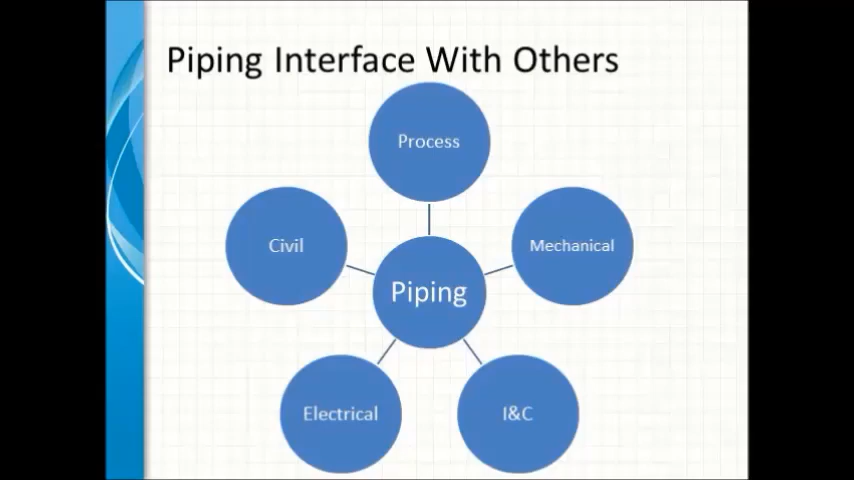 Piping Interface With Others
Process
Civil
Mechanical
Piping
Electrical
I&C